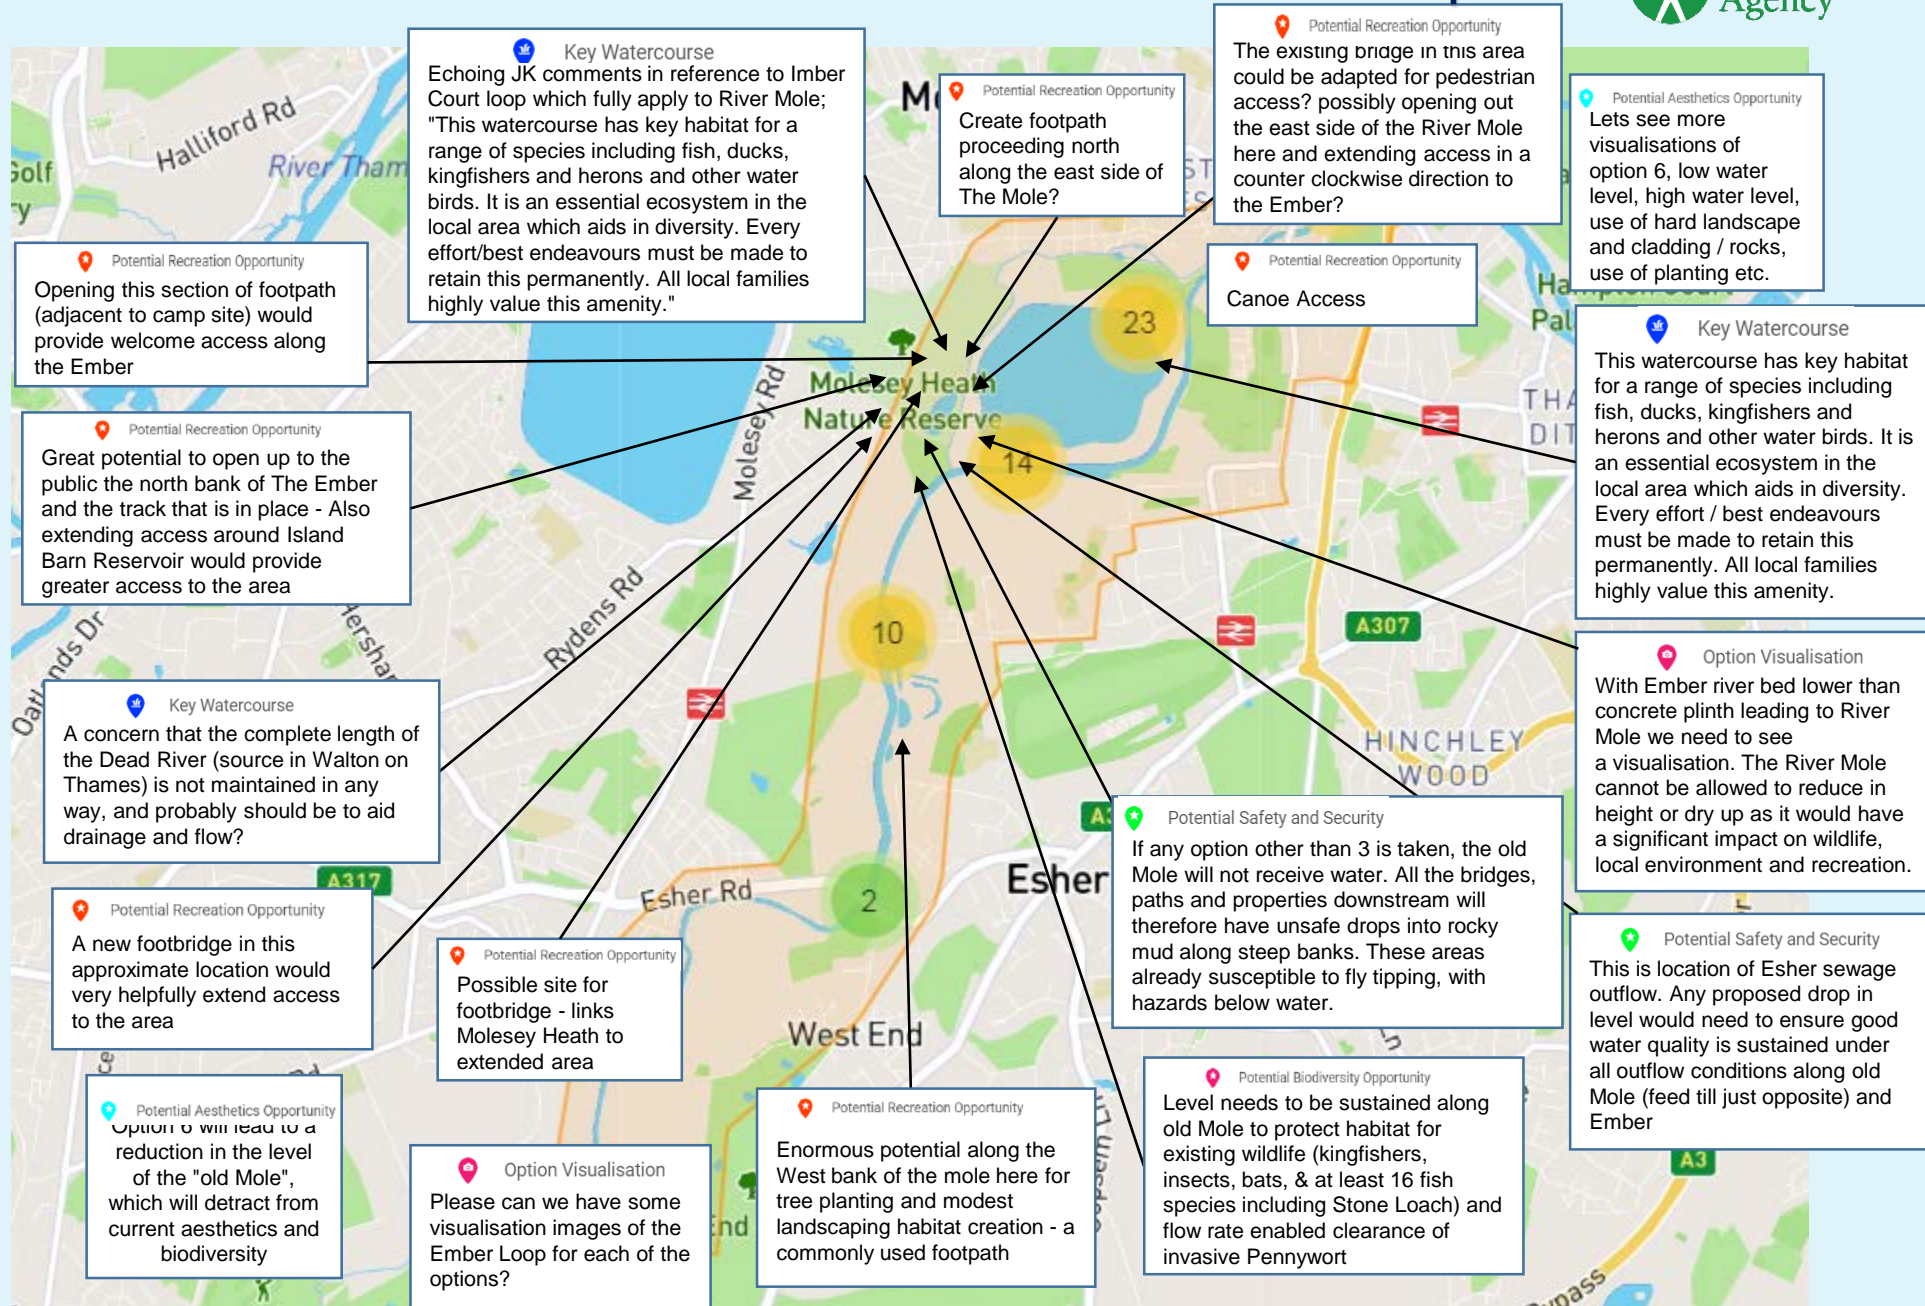 Agency
Key Watercourse
Echoing JK comments in reference to Imber
Court loop which fully apply to River Mole;
"This watercourse has key habitat for a
range of species including fish, ducks,
kingfishers and herons and other water
birds. It is an essential ecosystem in the
local area which aids in diversity. Every
effort/best endeavours must be made to
retain this permanently. All local families
highly value this amenity."
Potential Recreation Opportunity
Create footpath
proceeding north
along the east side of
The Mole?
Potential Recreation Opportunity
The existing bridge in this area
could be adapted for pedestrian
access? possibly opening out
the east side of the River Mole
here and extending access in a
counter clockwise direction to
the Ember?
Potential Aesthetics Opportunity
Lets see more
visualisations of
option 6, low water
level, high water level,
use of hard landscape
and cladding / rocks,
use of planting etc.
Potential Recreation Opportunity
Canoe Access
Potential Recreation Opportunity
Opening this section of footpath
(adjacent to camp site) would
provide welcome access along
the Ember
Key Watercourse
This watercourse has key habitat
for a range of species including
fish, ducks, kingfishers and
herons and other water birds. It is
an essential ecosystem in the
local area which aids in diversity.
Every effort / best endeavours
must be made to retain this
permanently. All local families
highly value this amenity.
Potential Recreation Opportunity
Great potential to open up to the
public the north bank of The Ember
and the track that is in place - Also
extending access around Island
Barn Reservoir would provide
greater access to the area
Option Visualisation
With Ember river bed lower than
concrete plinth leading to River
Mole we need to see
a visualisation. The River Mole
cannot be allowed to reduce in
height or dry up as it would have
a significant impact on wildlife,
local environment and recreation.
Key Watercourse
A concern that the complete length of
the Dead River (source in Walton on
Thames) is not maintained in any
way, and probably should be to aid
drainage and flow?
Potential Safety and Security
If any option other than 3 is taken, the old
Mole will not receive water. All the bridges,
paths and properties downstream will
therefore have unsafe drops into rocky
mud along steep banks. These areas
already susceptible to fly tipping, with
hazards below water.
Potential Recreation Opportunity
A new footbridge in this
approximate location would
very helpfully extend access
to the area
Potential Recreation Opportunity
Possible site for
footbridge - links
Molesey Heath to
extended area
Potential Safety and Security
This is location of Esher sewage
outflow. Any proposed drop in
level would need to ensure good
water quality is sustained under
all outflow conditions along old
Mole (feed till just opposite) and
Ember
Potential Aesthetics Opportunity
Option 6 will lead to a
reduction in the level
of the "old Mole",
which will detract from
current aesthetics and
biodiversity
Option Visualisation
Please can we have some
visualisation images of the
Ember Loop for each of the
options?
Potential Recreation Opportunity
Enormous potential along the
West bank of the mole here for
tree planting and modest
landscaping habitat creation - a
commonly used footpath
Potential Biodiversity Opportunity
Level needs to be sustained along
old Mole to protect habitat for
existing wildlife (kingfishers,
insects, bats, & at least 16 fish
species including Stone Loach) and
flow rate enabled clearance of
invasive Pennywort
Halliford Rd
River Tham
Golf
Molesey Heath
Nature Reserve
Molesey Rd
23
14
10
2
Rydens Rd
Oatlands Dr
Hersha
A317
Esher Rd
Esher
West End
A307
HINCHLEY
WOOD
Hampton Court
Pal
THA
DIT
A3
Bypass
End
Ln